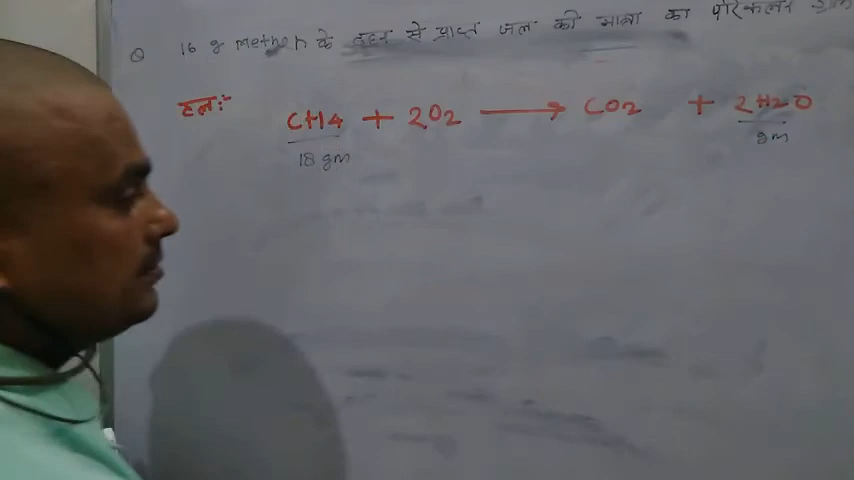 Q 16 g methen के दहन से प्राप्त जल की मात्रा का परिकलन
हल:-
CH4 + 2O2 → CO2 + 2H2O
18 gm gm